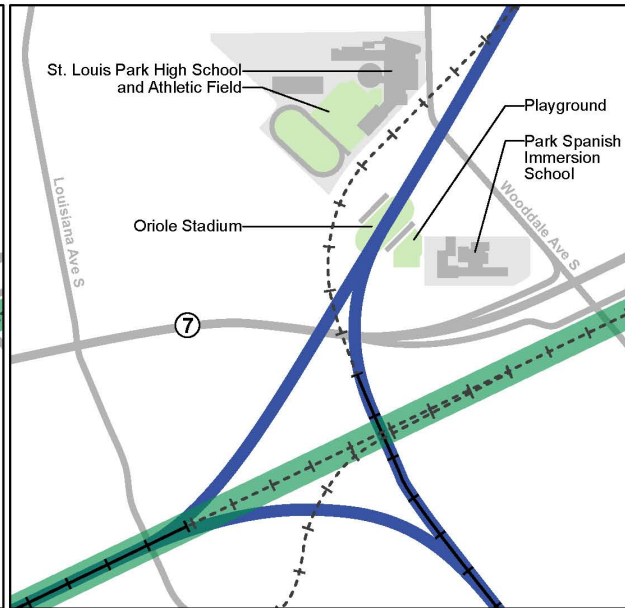 St. Louis Park High School
and Athletic Field
Playground
Park Spanish
Immersion
School
Louisiana Ave S
Wooddale Ave S
Oriole Stadium
7